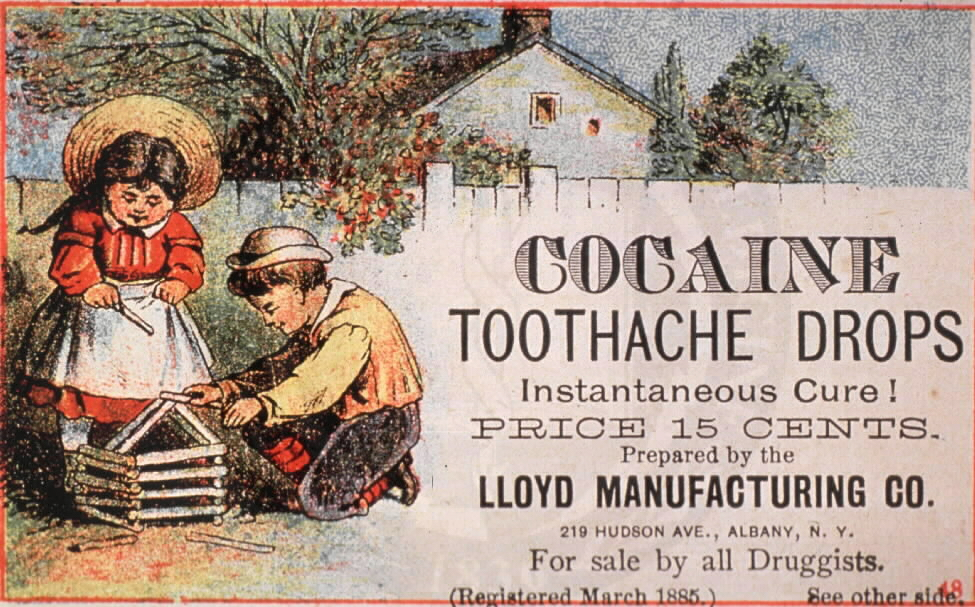 COCAINE
TOOTHACHE DROPS
Instantaneous Cure!
PRICE 15 CENTS.
Prepared by the
LLOYD MANUFACTURING CO.
219 HUDSON AVE., ALBANY, N. Y.
For sale by all Druggists.
(Registered March 1885.) See other side.
18